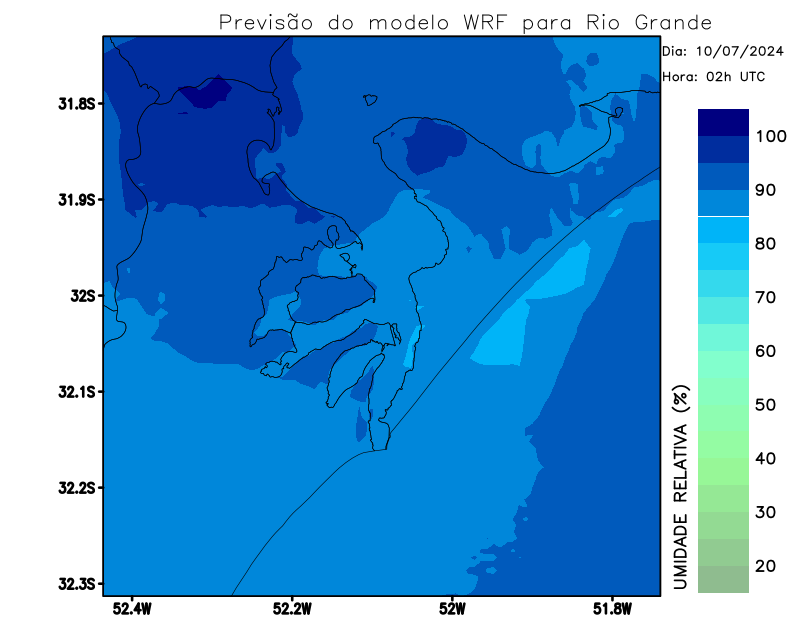 Previsão do modelo WRF para Rio Grande
Dia: 10/07/2024
Hora: 02h UTC
31.8S
31.9S
32S
32.1S
32.2S
32.3S
52.4W
52.2W
52W
51.8W
100
90
80
70
60
50
40
30
20
UMIDADE RELATIVA (%)